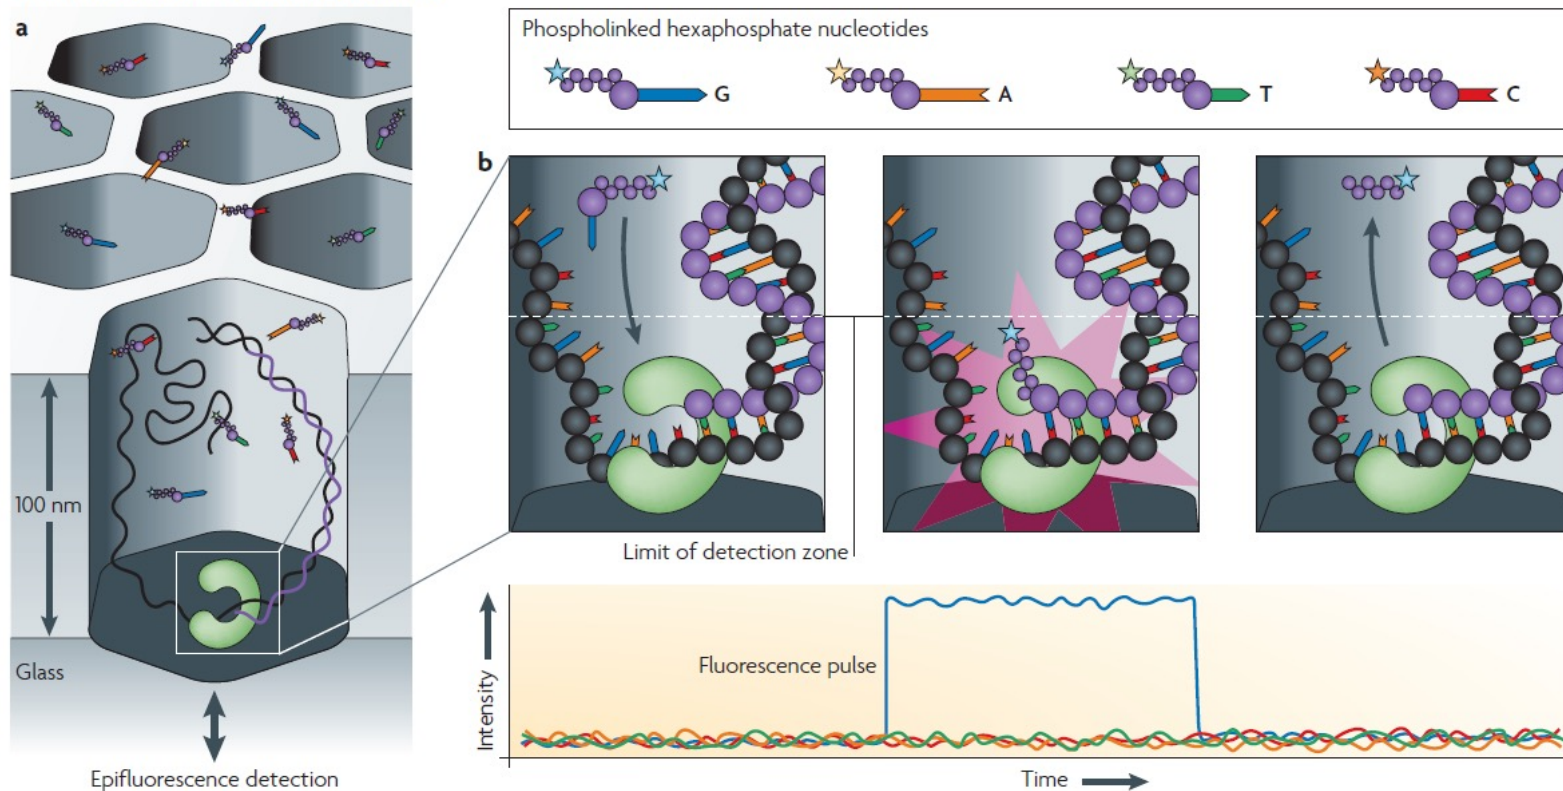 a
Phospholinked hexaphosphate nucleotides
G
A
T
C
b
100 nm
Glass
Epifluorescence detection
Limit of detection zone
Intensity
Fluorescence pulse
Time